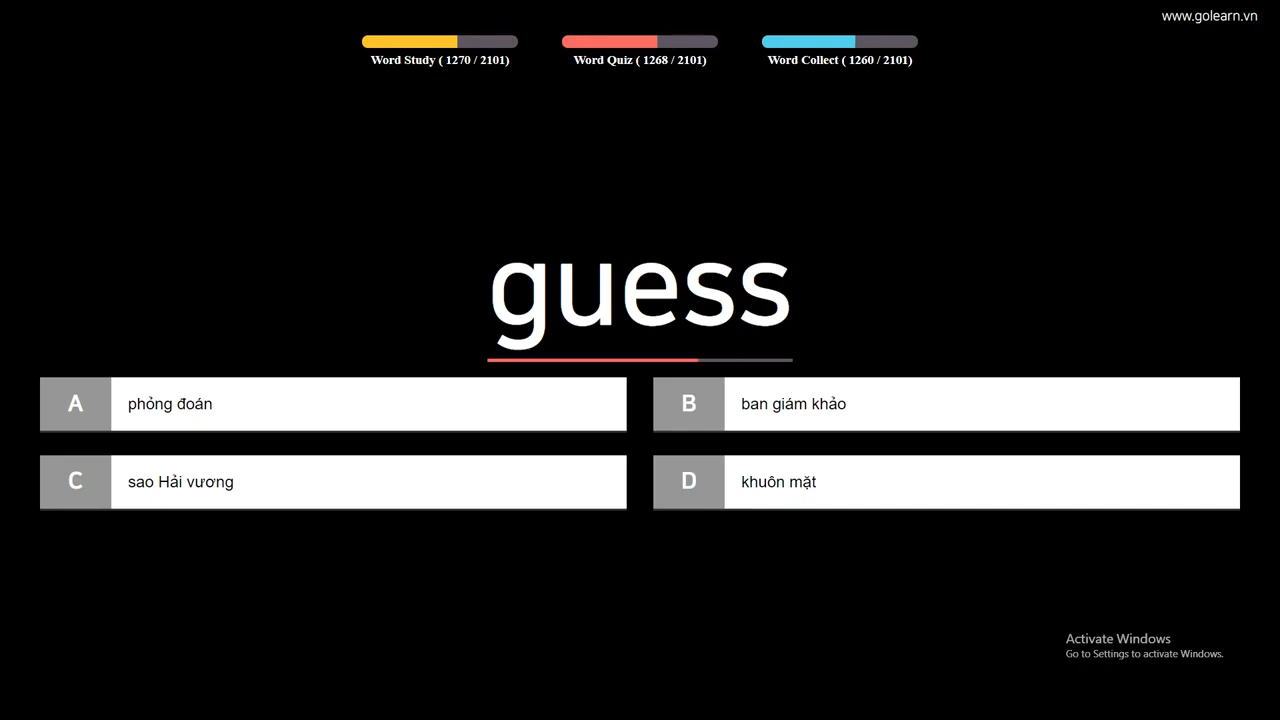 www.golearn.vn
Word Study ( 1270 / 2101)
Word Quiz ( 1268 / 2101)
Word Collect ( 1260 / 2101)
guess
A phỏng đoán
B ban giám khảo
C sao Hải vương
D khuôn mặt
Activate Windows
Go to Settings to activate Windows.